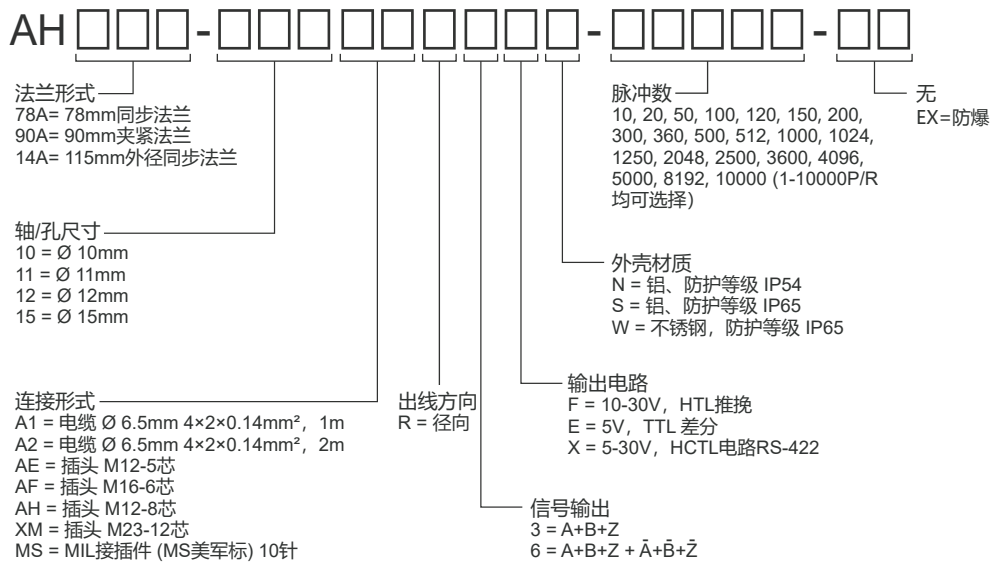 AH□□□-□□□□□□□□□-□□□□□-□□
法兰形式
78A= 78mm同步法兰
90A= 90mm夹紧法兰
14A= 115mm外径同步法兰
轴/孔尺寸
10 = Ø 10mm
11 = Ø 11mm
12 = Ø 12mm
15 = Ø 15mm
连接形式
A1 = 电缆 Ø 6.5mm 4×2×0.14mm²，1m
A2 = 电缆 Ø 6.5mm 4×2×0.14mm²，2m
AE = 插头 M12-5芯
AF = 插头 M16-6芯
AH = 插头 M12-8芯
XM = 插头 M23-12芯
MS = MIL接插件 (MS美军标) 10针
出线方向
R = 径向
信号输出
3 = A+B+Z
6 = A+B+Z + Ā+B̄+Z̄
输出电路
F = 10-30V，HTL推挽
E = 5V，TTL 差分
X = 5-30V，HCTL电路RS-422
外壳材质
N = 铝、防护等级 IP54
S = 铝、防护等级 IP65
W = 不锈钢，防护等级 IP65
脉冲数
10, 20, 50, 100, 120, 150, 200,
300, 360, 500, 512, 1000, 1024,
1250, 2048, 2500, 3600, 4096,
5000, 8192, 10000 (1-10000P/R
均可选择)
无
EX=防爆